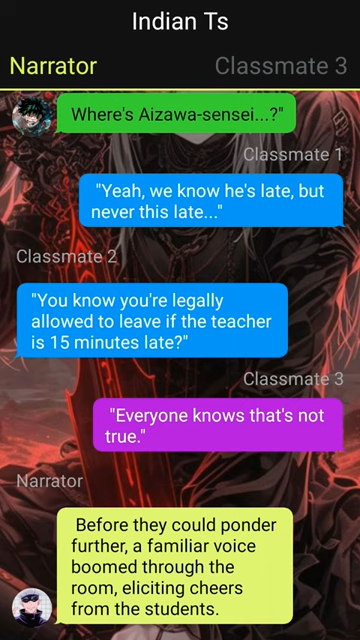 Indian Ts
Narrator
Classmate 3
Where's Aizawa-sensei...?"
Classmate 1
"Yeah, we know he's late, but
never this late..."
Classmate 2
"You know you're legally
allowed to leave if the teacher
is 15 minutes late?"
Classmate 3
"Everyone knows that's not
true."
Narrator
Before they could ponder
further, a familiar voice
boomed through the
room, eliciting cheers
from the students.